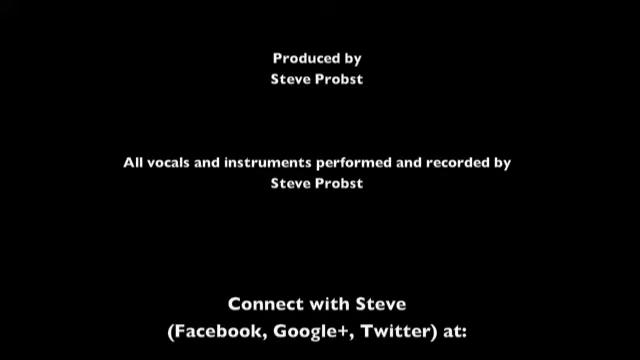 Produced by
Steve Probst
All vocals and instruments performed and recorded by
Steve Probst
Connect with Steve
(Facebook, Google+, Twitter) at: